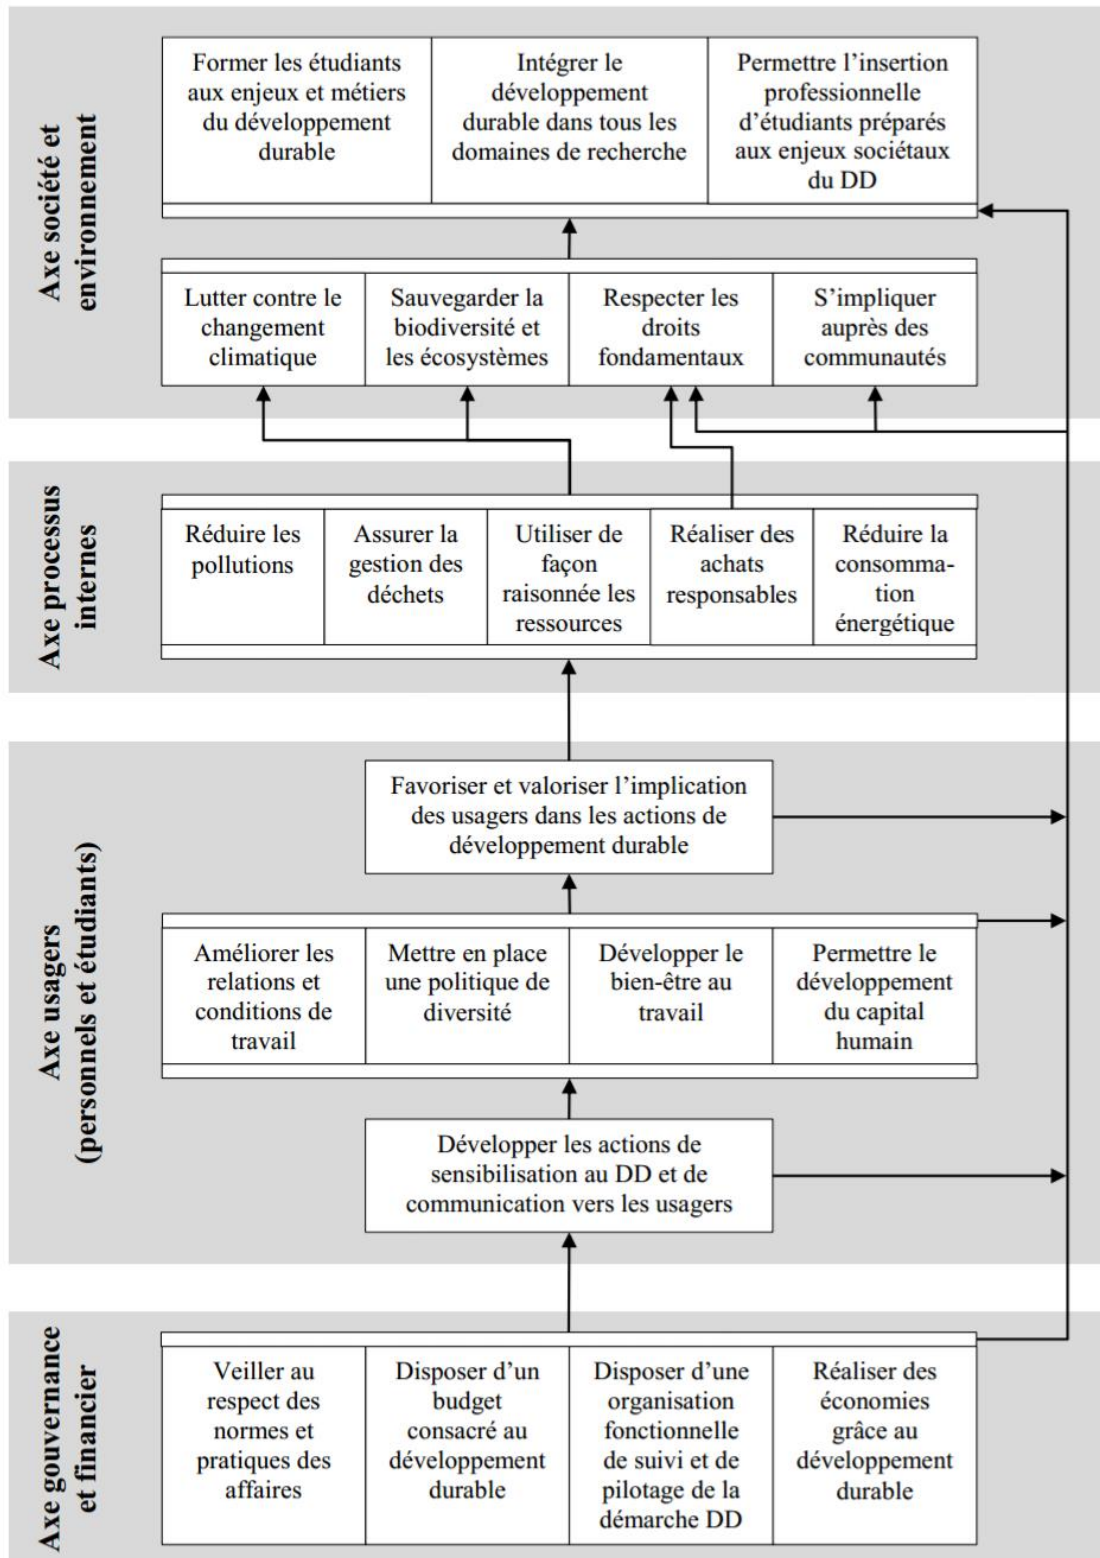 Axe société et
environnement
Former les étudiants
aux enjeux et métiers
du développement
durable
Intégrer le
développement
durable dans tous les
domaines de recherche
Permettre l’insertion
professionnelle
d’étudiants préparés
aux enjeux sociétaux
du DD
Lutter contre le
changement
climatique
Sauvegarder la
biodiversité et
les écosystèmes
Respecter les
droits
fondamentaux
S’impliquer
auprès des
communautés
Axe processus
internes
Réduire les
pollutions
Assurer la
gestion des
déchets
Utiliser de
façon
raisonnée les
ressources
Réaliser des
achats
responsables
Réduire la
consomma-
tion
énergétique
Axe usagers
(personnels et étudiants)
Favoriser et valoriser l’implication
des usagers dans les actions de
développement durable
Améliorer les
relations et
conditions de
travail
Mettre en place
une politique de
diversité
Développer le
bien-être au
travail
Permettre le
développement
du capital
humain
Développer les actions de
sensibilisation au DD et de
communication vers les usagers
Axe gouvernance
et financier
Veiller au
respect des
normes et
pratiques des
affaires
Disposer d’un
budget
consacré au
développement
durable
Disposer d’une
organisation
fonctionnelle
de suivi et de
pilotage de la
démarche DD
Réaliser des
économies
grâce au
développement
durable